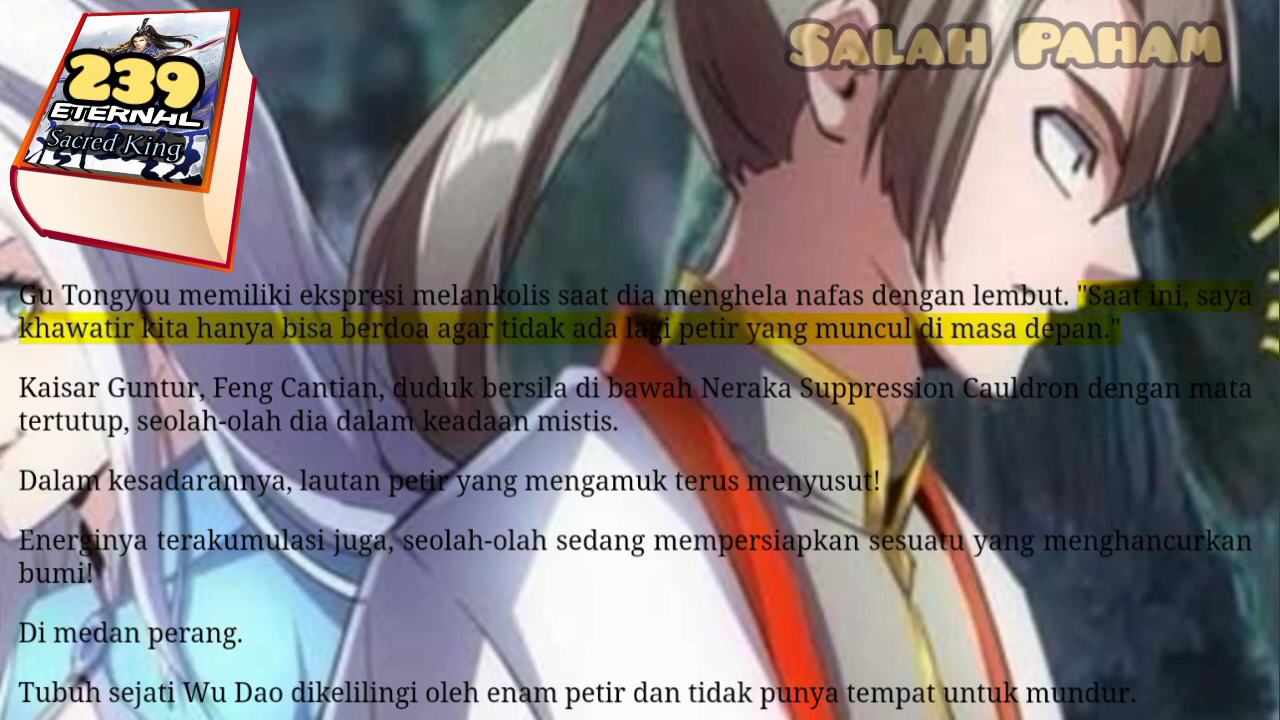 239
ETERNAL
Sacred King
SALAH PAHAM
Gu Tongyou memiliki ekspresi melankolis saat dia menghela nafas dengan lembut. "Saat ini, saya
khawatir kita hanya bisa berdoa agar tidak ada lagi petir yang muncul di masa depan."
Kaisar Guntur, Feng Cantian, duduk bersila di bawah Neraka Suppression Cauldron dengan mata
tertutup, seolah-olah dia dalam keadaan mistis.
Dalam kesadarannya, lautan petir yang mengamuk terus menyusut!
Energinya terakumulasi juga, seolah-olah sedang mempersiapkan sesuatu yang menghancurkan
bumi!
Di medan perang.
Tubuh sejati Wu Dao dikelilingi oleh enam petir dan tidak punya tempat untuk mundur.